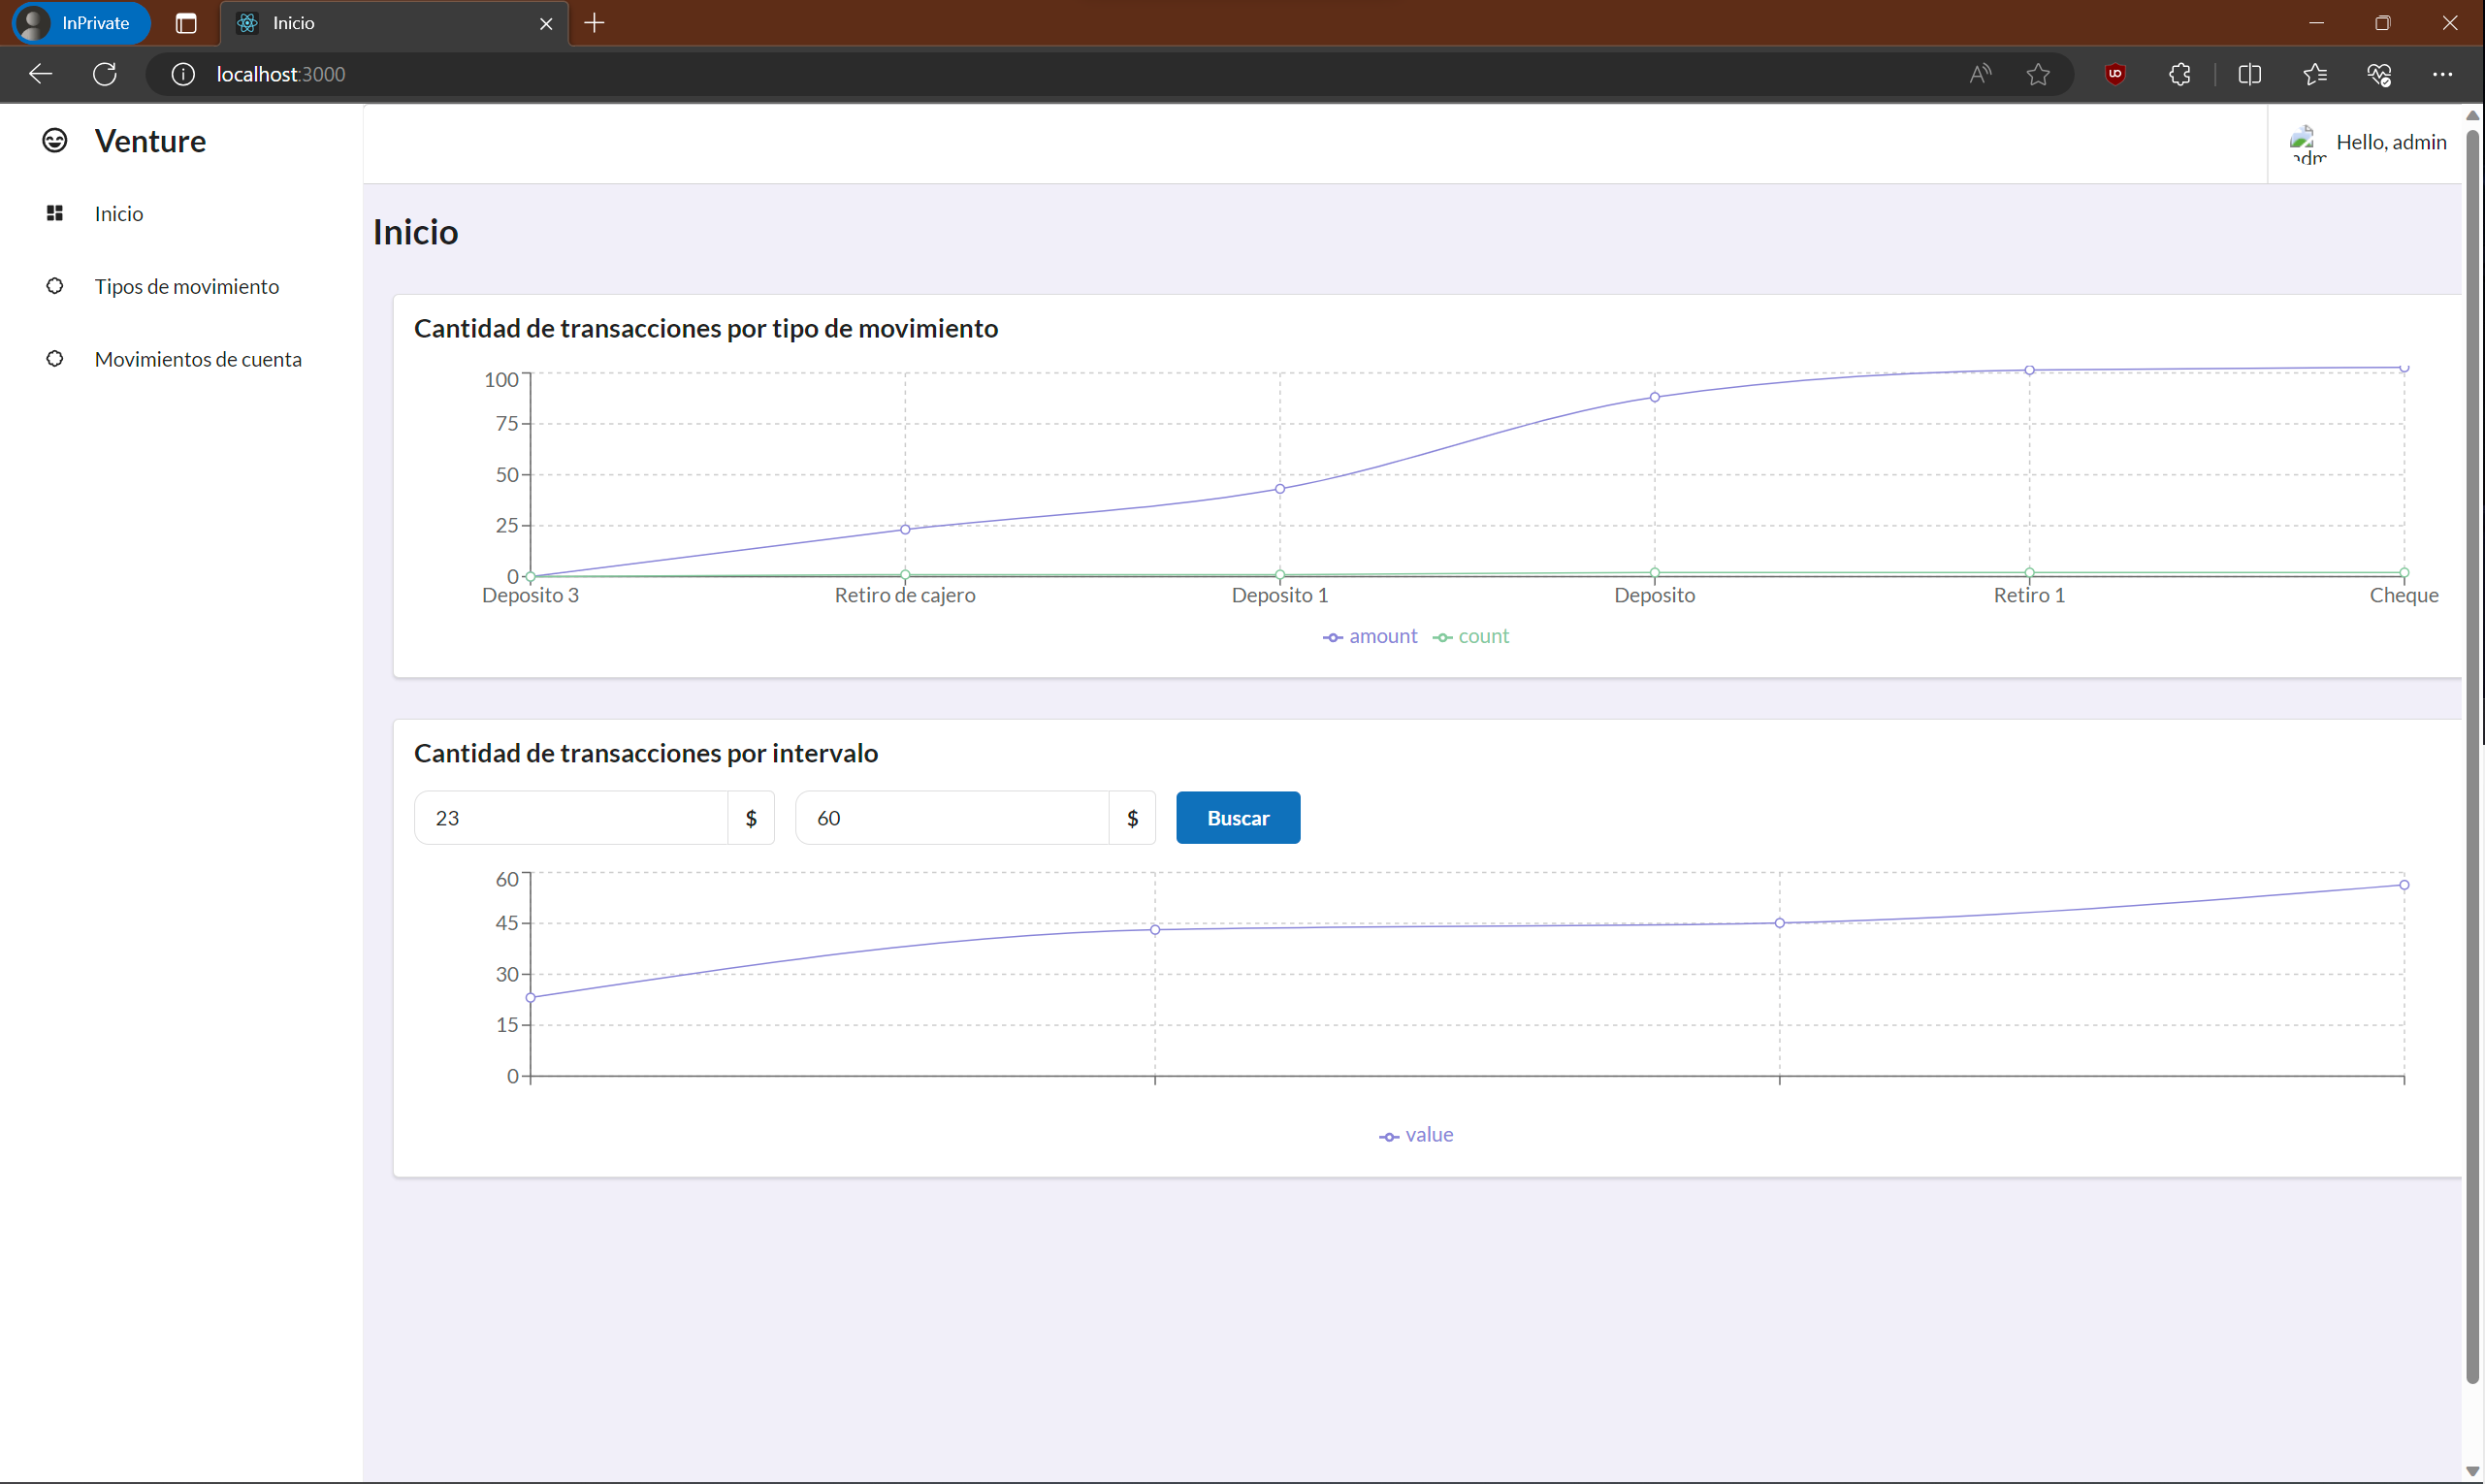 InPrivate
Inicio
localhost:3000
Venture
Hello, admin
Inicio
Tipos de movimiento
Movimientos de cuenta
Inicio
Cantidad de transacciones por tipo de movimiento
100
75
50
25
0
Deposito 3 Retiro de cajero Deposito 1 Deposito Retiro 1 Cheque
amount count
Cantidad de transacciones por intervalo
23 $ 60 $ Buscar
60
45
30
15
0
value